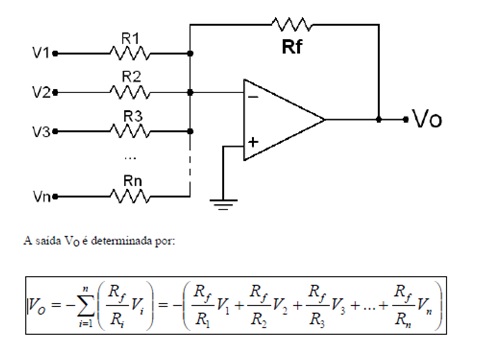 R1
Rf
V1
R2
V2
−
R3
Vo
V3
+
...
Rn
Vn
A saída Vo é determinada por:
|V_O = -\sum_{i=1}^{n}\left(\frac{R_f}{R_i}V_i\right) = -\left(\frac{R_f}{R_1}V_1 + \frac{R_f}{R_2}V_2 + \frac{R_f}{R_3}V_3 + ... + \frac{R_f}{R_n}V_n\right)